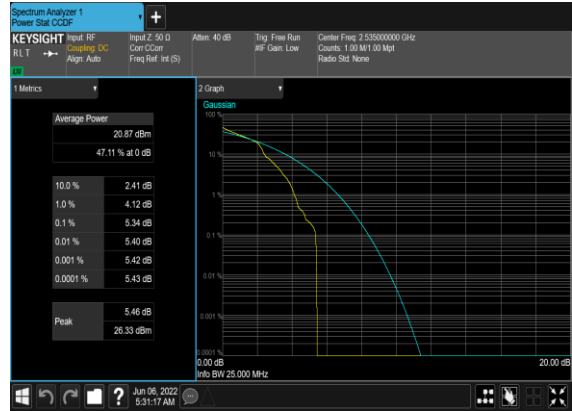 Spectrum Analyzer 1
Power Stat CCDF
KEYSIGHT
RLT
Input: RF
Coupling: DC
Align: Auto
Input Z: 50 Ω
Corr CCorr
Freq Ref: Int (S)
Atten: 40 dB
Trig: Free Run
#IF Gain: Low
Center Freq: 2.535000000 GHz
Counts: 1.00 M/1.00 Mpt
Radio Std: None
1 Metrics
Average Power
20.87 dBm
47.11 % at 0 dB
10.0 % 2.41 dB
1.0 % 4.12 dB
0.1 % 5.34 dB
0.01 % 5.40 dB
0.001 % 5.42 dB
0.0001 % 5.43 dB
Peak
5.46 dB
26.33 dBm
2 Graph
Gaussian
100 %
10 %
1 %
0.1 %
0.01 %
0.001 %
0.0001 %
0.00 dB 20.00 dB
Info BW 25.000 MHz
?
Jun 06, 2022
5:31:17 AM